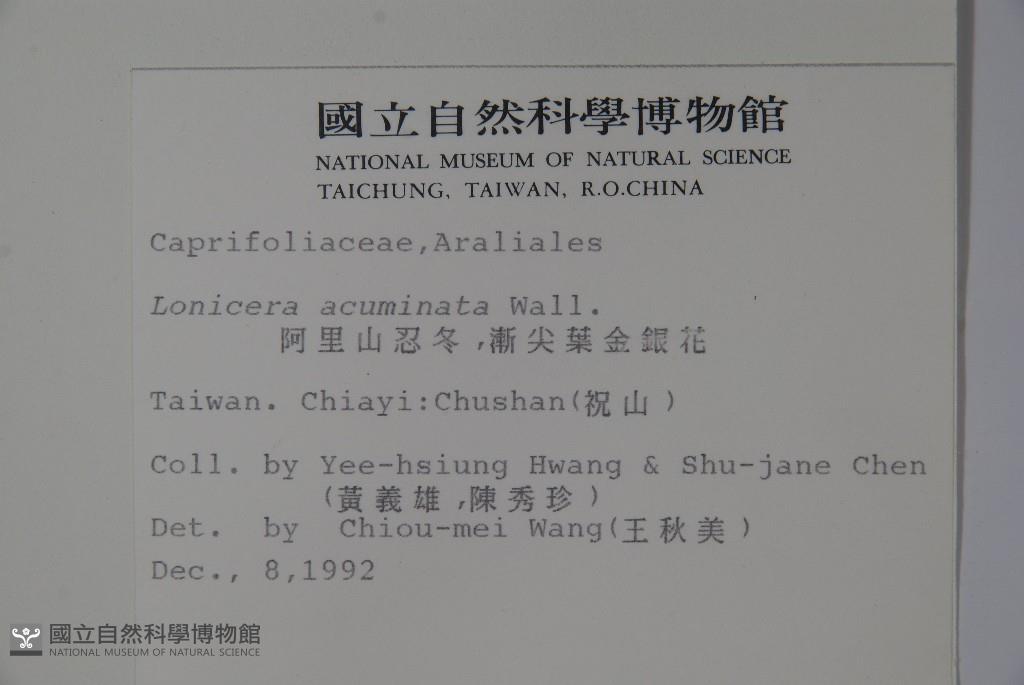 國立自然科學博物館
NATIONAL MUSEUM OF NATURAL SCIENCE
TAICHUNG, TAIWAN, R.O.CHINA
Caprifoliaceae,Araliales
Lonicera acuminata Wall.
阿里山忍冬,漸尖葉金銀花
Taiwan. Chiayi:Chushan(祝山)
Coll. by Yee-hsiung Hwang & Shu-jane Chen
(黃義雄,陳秀珍)
Det. by Chiou-mei Wang(王秋美)
Dec., 8,1992
國立自然科學博物館
NATIONAL MUSEUM OF NATURAL SCIENCE